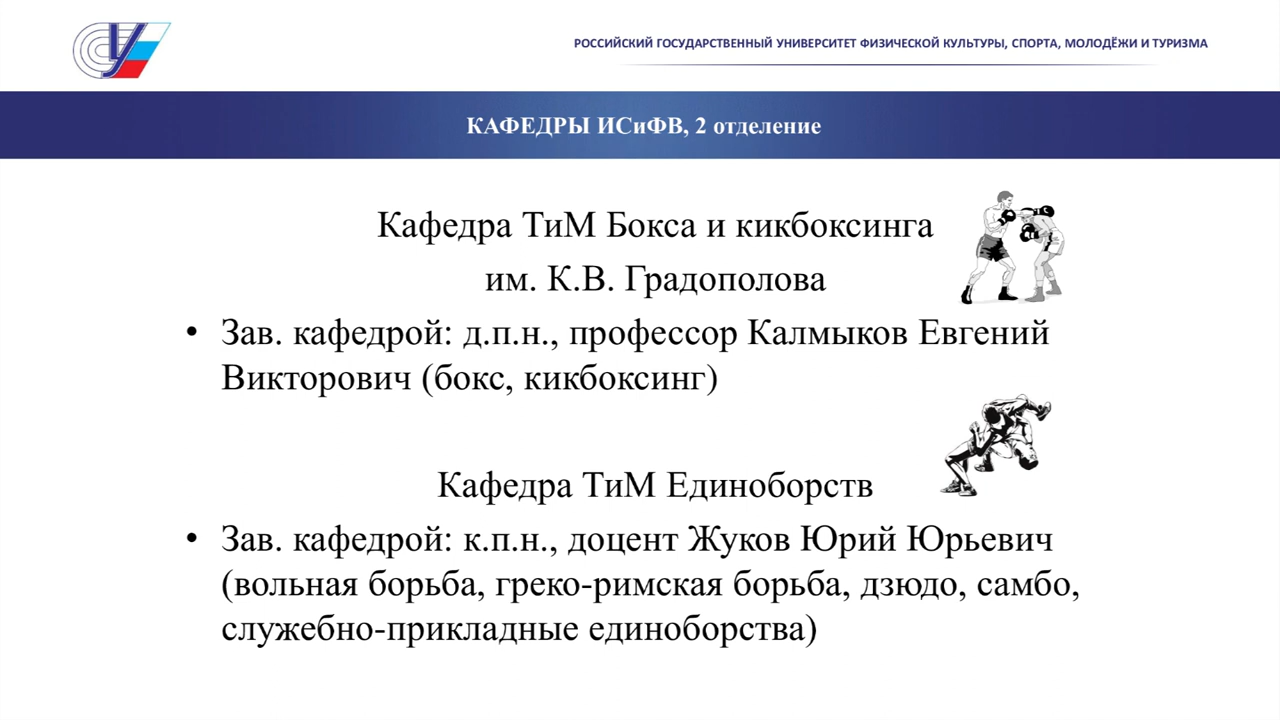 У
РОССИЙСКИЙ ГОСУДАРСТВЕННЫЙ УНИВЕРСИТЕТ ФИЗИЧЕСКОЙ КУЛЬТУРЫ, СПОРТА, МОЛОДЁЖИ И ТУРИЗМА
КАФЕДРЫ ИСиФВ, 2 отделение
Кафедра ТиМ Бокса и кикбоксинга
им. К.В. Градополова
• Зав. кафедрой: д.п.н., профессор Калмыков Евгений
Викторович (бокс, кикбоксинг)
Кафедра ТиМ Единоборств
• Зав. кафедрой: к.п.н., доцент Жуков Юрий Юрьевич
(вольная борьба, греко-римская борьба, дзюдо, самбо,
служебно-прикладные единоборства)